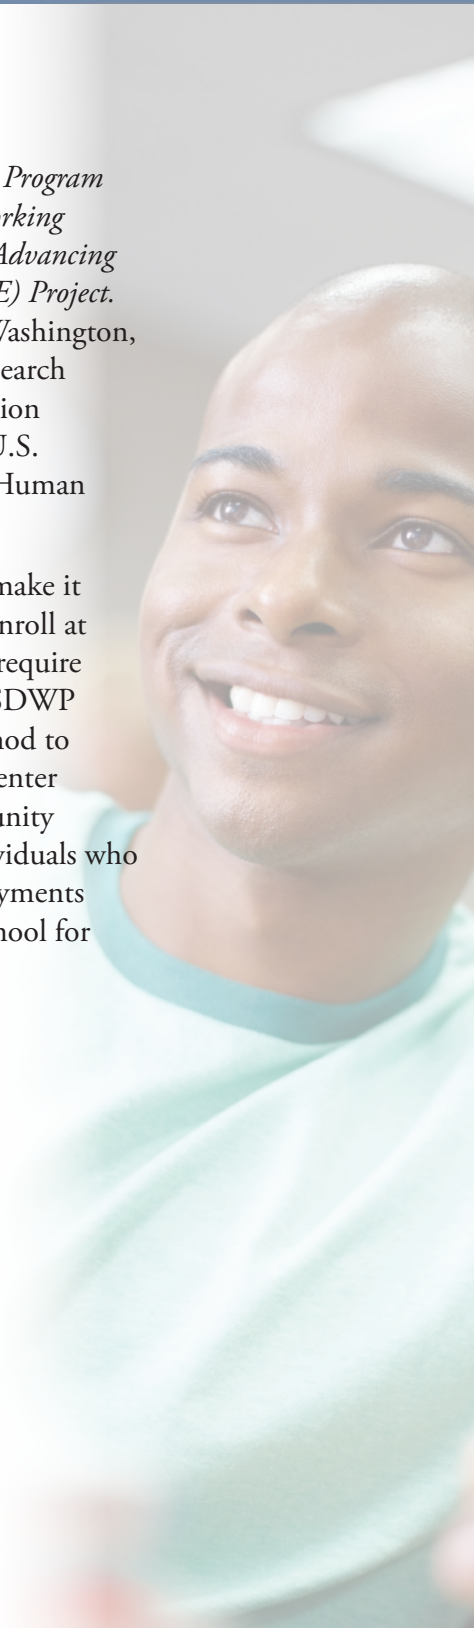 Program
orking
Advancing
E) Project.
Washington,
earch
ion
U.S.
Human
make it
nroll at
require
SDWP
hod to
enter
unity
viduals who
yments
hool for